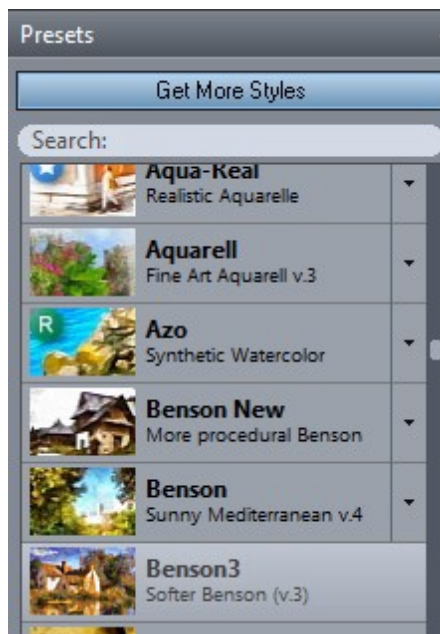 Presets
Get More Styles
Search:
Aqua-Real
Realistic Aquarelle
Aquarell
Fine Art Aquarell v.3
R
Azo
Synthetic Watercolor
Benson New
More procedural Benson
Benson
Sunny Mediterranean v.4
Benson3
Softer Benson (v.3)